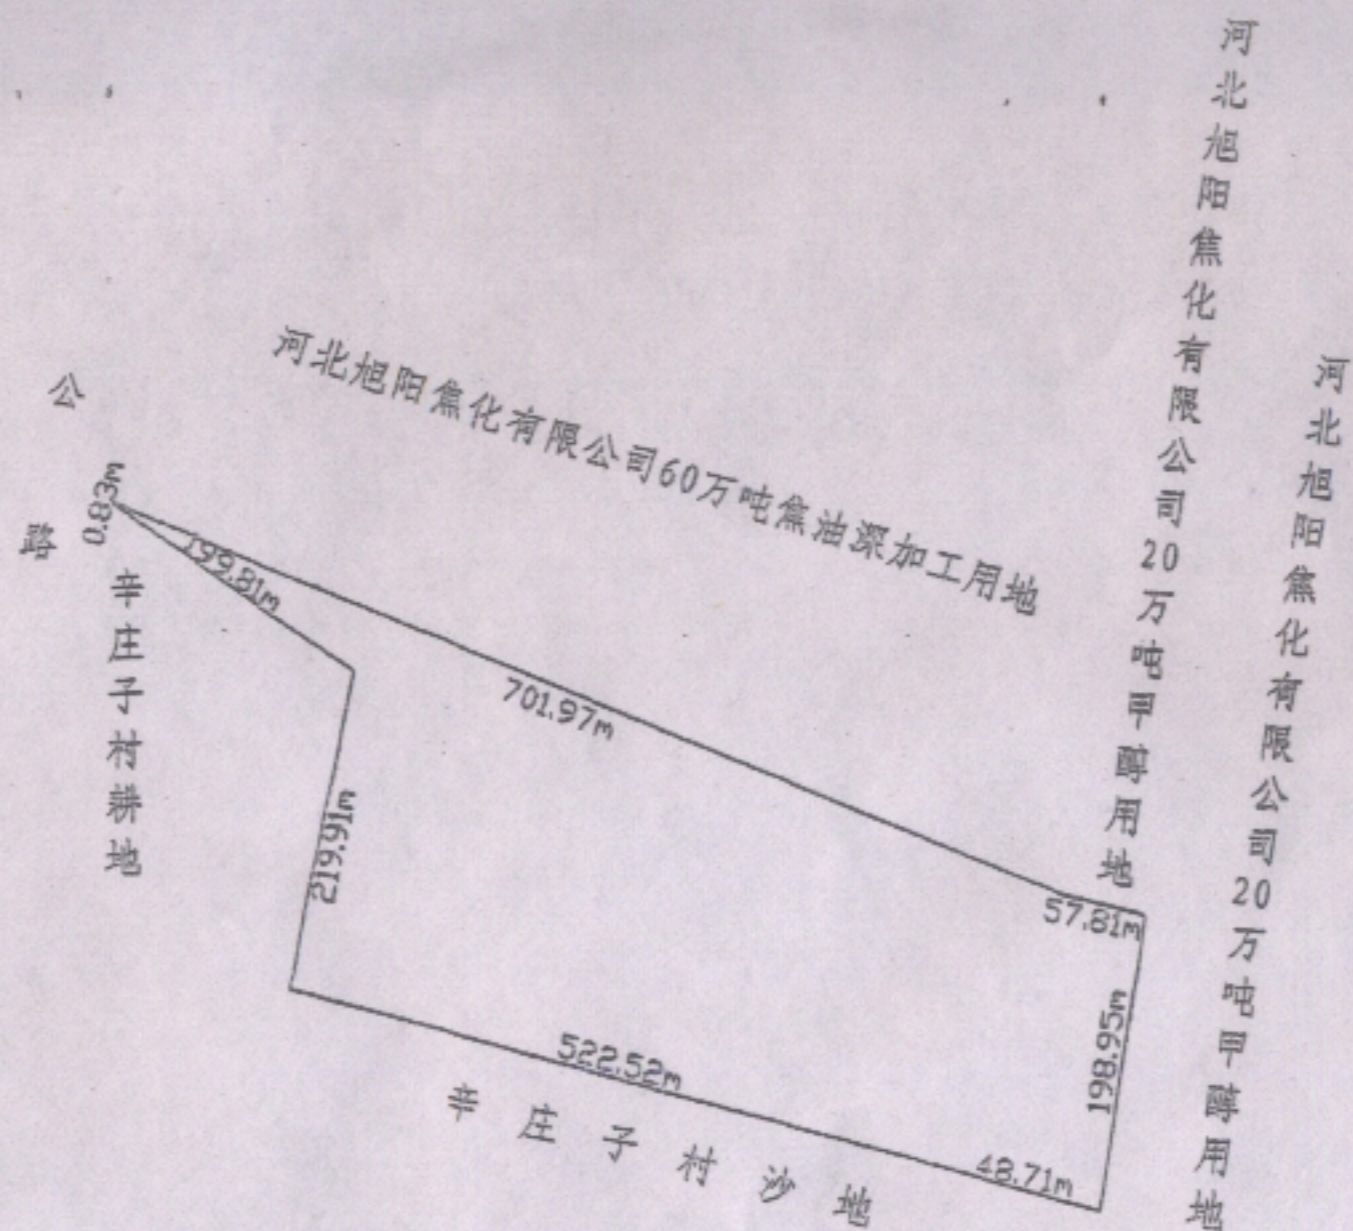 河北旭阳焦化有限公司20万吨甲醇用地
河北旭阳焦化有限公司20万吨甲醇用地
河北旭阳焦化有限公司60万吨焦油深加工用地
公路
0.83m
199.81m
辛庄子村耕地
701.97m
219.91m
57.81m
198.95m
522.52m
48.71m
辛庄子村沙地